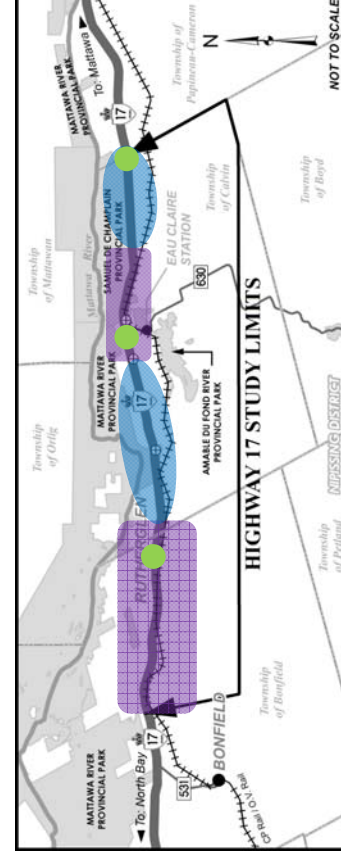 MATTAWA RIVER
PROVINCIAL PARK
To: North Bay
17
531
BONFIELD
CP Rail / O.V. Rail
Township
of Bonfield
RUTHERGLEN
Township
of Orlig
MATTAWA RIVER
PROVINCIAL PARK
17
AMABLE DU FOND RIVER
PROVINCIAL PARK
HIGHWAY 17 STUDY LIMITS
Township
of Petland
NIPISSING DISTRICT
Township
of Mattawan
Mattawa River
SAMUEL DE CHAMPLAIN
PROVINCIAL PARK
EAU CLAIRE
STATION
630
Township
of Calvin
Township
of Boyd
MATTAWA RIVER
PROVINCIAL PARK
To: Mattawa
17
Township of
Papineau-Cameron
N
NOT TO SCALE